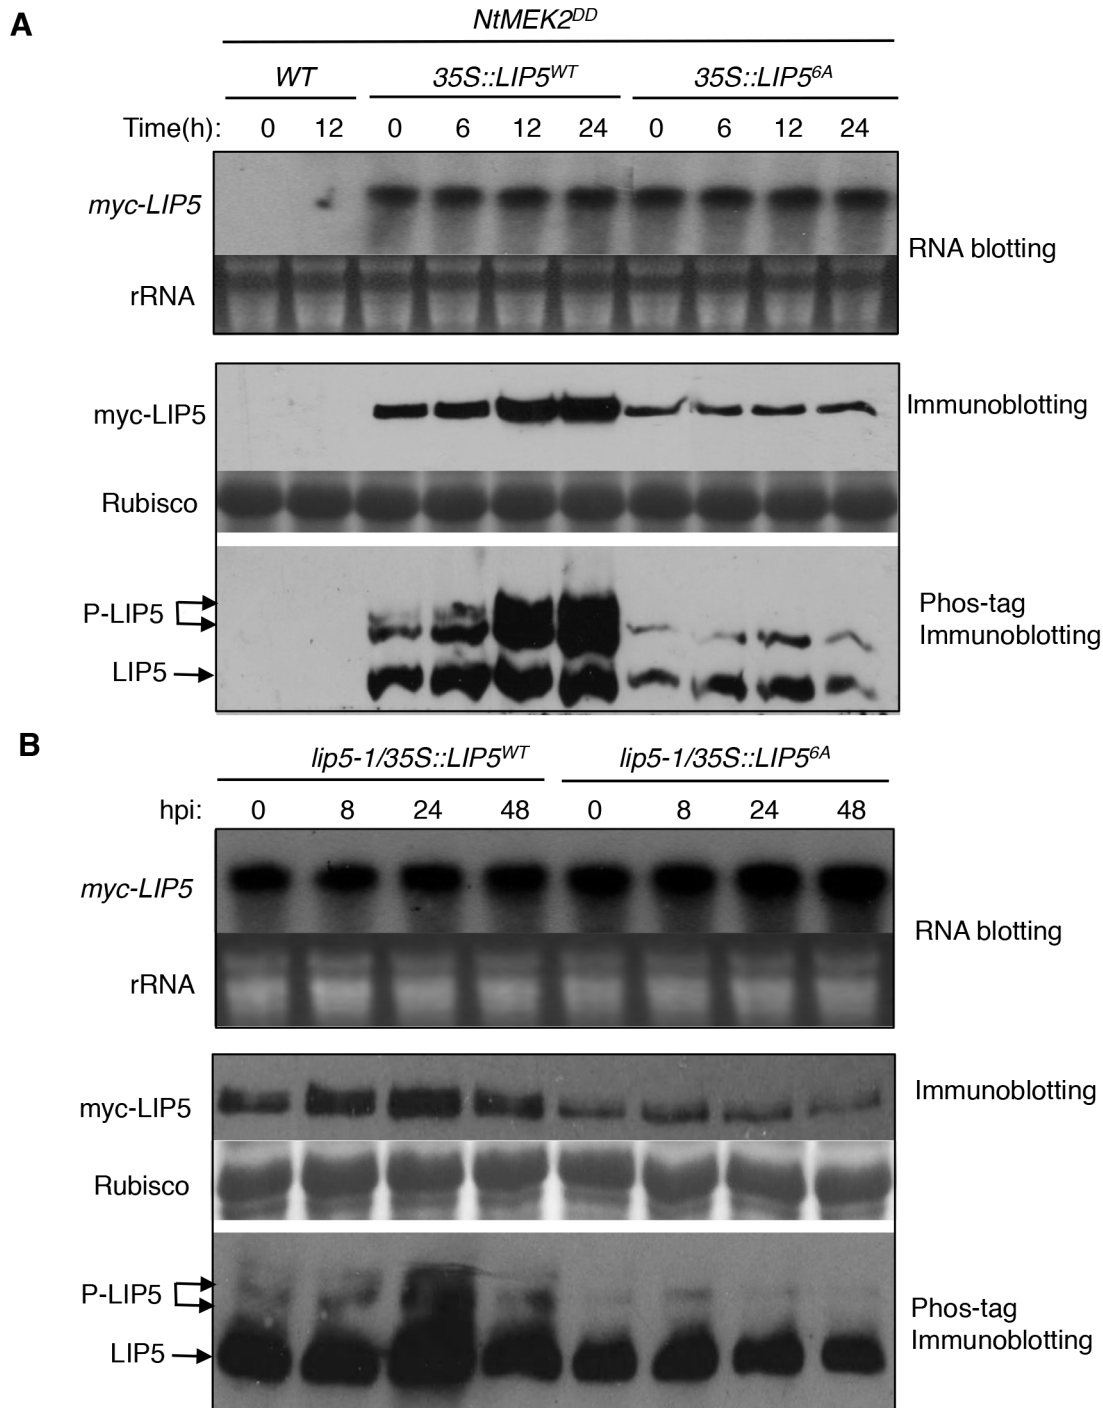 A
NtMEK2DD
WT 35S::LIP5WT 35S::LIP56A
Time(h): 0 12 0 6 12 24 0 6 12 24
myc-LIP5
RNA blotting
rRNA
myc-LIP5 Immunoblotting
Rubisco
P-LIP5 Phos-tag
Immunoblotting
LIP5
B
lip5-1/35S::LIP5WT lip5-1/35S::LIP56A
hpi: 0 8 24 48 0 8 24 48
myc-LIP5
RNA blotting
rRNA
Immunoblotting
myc-LIP5
Rubisco
P-LIP5 Phos-tag
Immunoblotting
LIP5